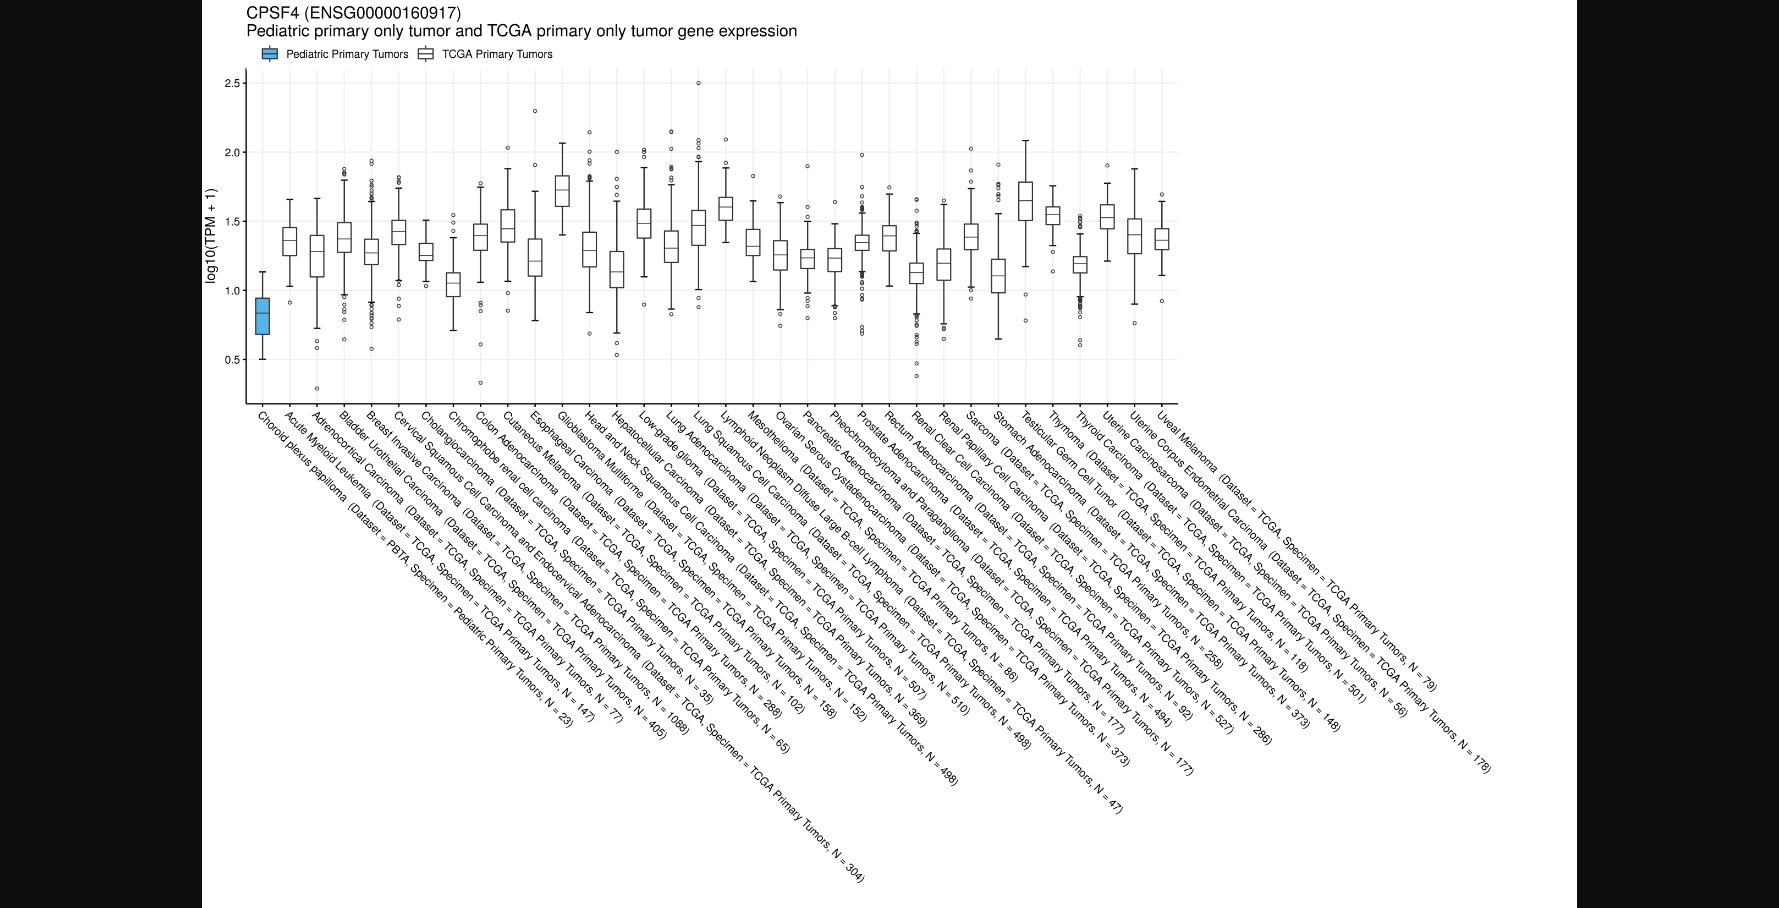 CPSF4 (ENSG00000160917)
Pediatric primary only tumor and TCGA primary only tumor gene expression
Pediatric Primary Tumors
TCGA Primary Tumors
log10(TPM + 1)
2.5
2.0
1.5
1.0
0.5
Choroid plexus papilloma (Dataset = PBTA, Specimen = Pediatric Primary Tumors, N = 23)
Acute Myeloid Leukemia (Dataset = TCGA, Specimen = TCGA Primary Tumors, N = 147)
Adrenocortical Carcinoma (Dataset = TCGA, Specimen = TCGA Primary Tumors, N = 77)
Bladder Urothelial Carcinoma (Dataset = TCGA, Specimen = TCGA Primary Tumors, N = 405)
Breast Invasive Carcinoma (Dataset = TCGA, Specimen = TCGA Primary Tumors, N = 1088)
Cervical Squamous Cell Carcinoma and Endocervical Adenocarcinoma (Dataset = TCGA, Specimen = TCGA Primary Tumors, N = 304)
Cholangiocarcinoma (Dataset = TCGA, Specimen = TCGA Primary Tumors, N = 35)
Chromophobe renal cell carcinoma (Dataset = TCGA, Specimen = TCGA Primary Tumors, N = 65)
Colon Adenocarcinoma (Dataset = TCGA, Specimen = TCGA Primary Tumors, N = 288)
Cutaneous Melanoma (Dataset = TCGA, Specimen = TCGA Primary Tumors, N = 102)
Esophageal Carcinoma (Dataset = TCGA, Specimen = TCGA Primary Tumors, N = 158)
Glioblastoma Multiforme (Dataset = TCGA, Specimen = TCGA Primary Tumors, N = 152)
Head and Neck Squamous Cell Carcinoma (Dataset = TCGA, Specimen = TCGA Primary Tumors, N = 498)
Hepatocellular Carcinoma (Dataset = TCGA, Specimen = TCGA Primary Tumors, N = 369)
Low-grade glioma (Dataset = TCGA, Specimen = TCGA Primary Tumors, N = 507)
Lung Adenocarcinoma (Dataset = TCGA, Specimen = TCGA Primary Tumors, N = 510)
Lung Squamous Cell Carcinoma (Dataset = TCGA, Specimen = TCGA Primary Tumors, N = 498)
Lymphoid Neoplasm Diffuse Large B-cell Lymphoma (Dataset = TCGA, Specimen = TCGA Primary Tumors, N = 47)
Mesothelioma (Dataset = TCGA, Specimen = TCGA Primary Tumors, N = 86)
Ovarian Serous Cystadenocarcinoma (Dataset = TCGA, Specimen = TCGA Primary Tumors, N = 373)
Pancreatic Adenocarcinoma (Dataset = TCGA, Specimen = TCGA Primary Tumors, N = 177)
Pheochromocytoma and Paraganglioma (Dataset = TCGA, Specimen = TCGA Primary Tumors, N = 177)
Prostate Adenocarcinoma (Dataset = TCGA, Specimen = TCGA Primary Tumors, N = 494)
Rectum Adenocarcinoma (Dataset = TCGA, Specimen = TCGA Primary Tumors, N = 92)
Renal Clear Cell Carcinoma (Dataset = TCGA, Specimen = TCGA Primary Tumors, N = 527)
Renal Papillary Cell Carcinoma (Dataset = TCGA, Specimen = TCGA Primary Tumors, N = 286)
Sarcoma (Dataset = TCGA, Specimen = TCGA Primary Tumors, N = 258)
Stomach Adenocarcinoma (Dataset = TCGA, Specimen = TCGA Primary Tumors, N = 373)
Testicular Germ Cell Tumor (Dataset = TCGA, Specimen = TCGA Primary Tumors, N = 148)
Thymoma (Dataset = TCGA, Specimen = TCGA Primary Tumors, N = 118)
Thyroid Carcinoma (Dataset = TCGA, Specimen = TCGA Primary Tumors, N = 501)
Uterine Carcinosarcoma (Dataset = TCGA, Specimen = TCGA Primary Tumors, N = 56)
Uterine Corpus Endometrial Carcinoma (Dataset = TCGA, Specimen = TCGA Primary Tumors, N = 178)
Uveal Melanoma (Dataset = TCGA, Specimen = TCGA Primary Tumors, N = 79)